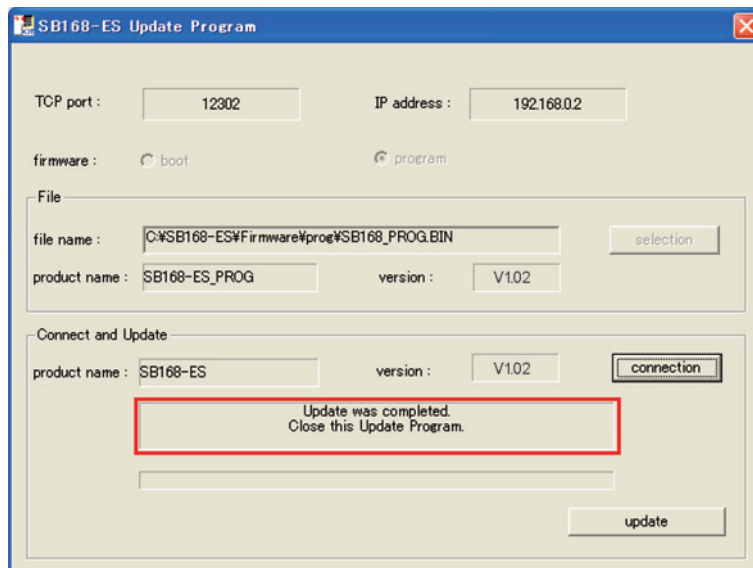 SB168-ES Update Program
TCP port : 12302 IP address : 192.168.0.2
firmware : boot program
File
file name : C:¥SB168-ES¥Firmware¥prog¥SB168_PROG.BIN selection
product name : SB168-ES_PROG version : V1.02
Connect and Update
product name : SB168-ES version : V1.02 connection
Update was completed.
Close this Update Program.
update